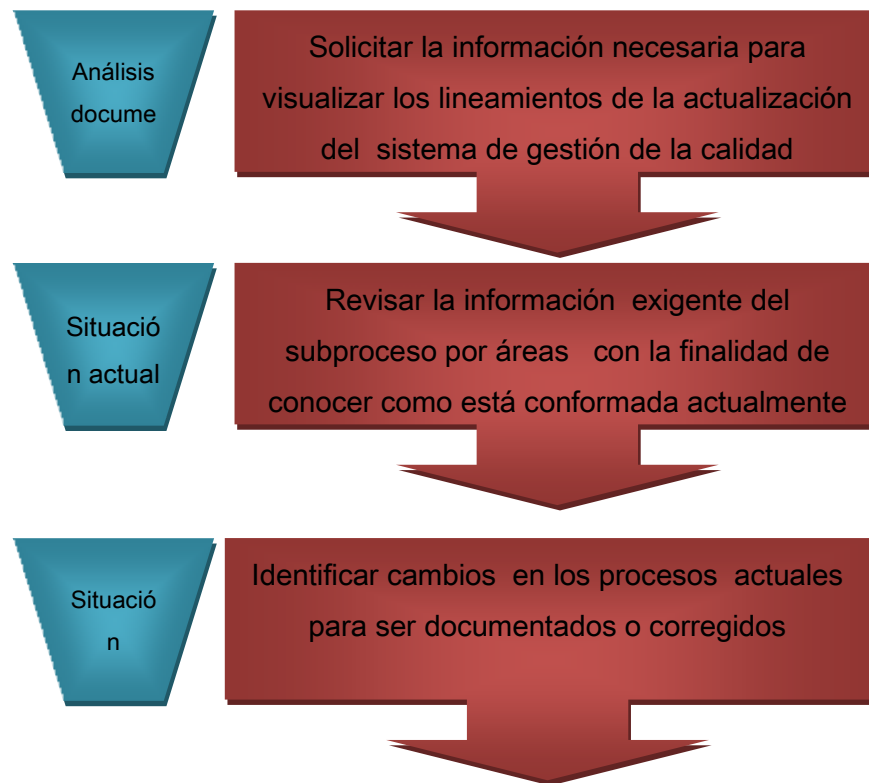 Análisis
docume
Solicitar la información necesaria para
visualizar los lineamientos de la actualización
del sistema de gestión de la calidad
Situació
n actual
Revisar la información exigente del
subproceso por áreas con la finalidad de
conocer como está conformada actualmente
Situació
n
Identificar cambios en los procesos actuales
para ser documentados o corregidos